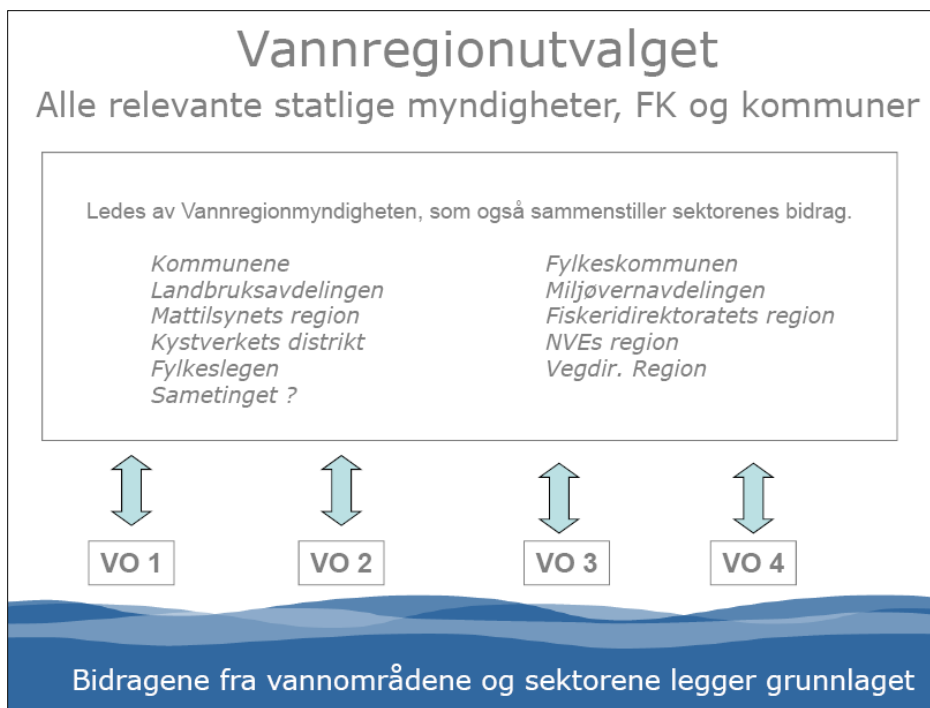 Vannregionutvalget
Alle relevante statlige myndigheter, FK og kommuner
Ledes av Vannregionmyndigheten, som også sammenstiller sektorenes bidrag.
Kommunene
Landbruksavdelingen
Mattilsynets region
Kystverkets distrikt
Fylkeslegen
Sametinget ?
Fylkeskommunen
Miljøvernavdelingen
Fiskeridirektoratets region
NVEs region
Vegdir. Region
VO 1
VO 2
VO 3
VO 4
Bidragene fra vannområdene og sektorene legger grunnlaget